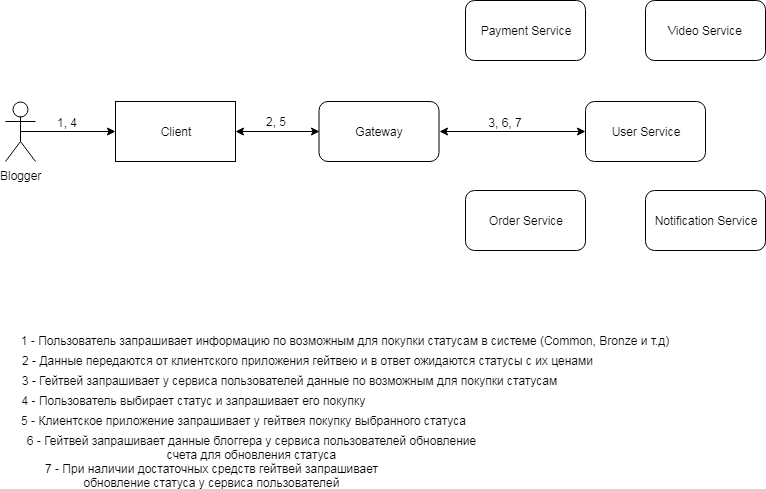 Payment Service
Video Service
1, 4
2, 5
3, 6, 7
Client
Gateway
User Service
Blogger
Order Service
Notification Service
1 - Пользователь запрашивает информацию по возможным для покупки статусам в системе (Common, Bronze и т.д)
2 - Данные передаются от клиентского приложения гейтвею и в ответ ожидаются статусы с их ценами
3 - Гейтвей запрашивает у сервиса пользователей данные по возможным для покупки статусам
4 - Пользователь выбирает статус и запрашивает его покупку
5 - Клиентское приложение запрашивает у гейтвея покупку выбранного статуса
6 - Гейтвей запрашивает данные блоггера у сервиса пользователей обновление
счета для обновления статуса
7 - При наличии достаточных средств гейтвей запрашивает
обновление статуса у сервиса пользователей